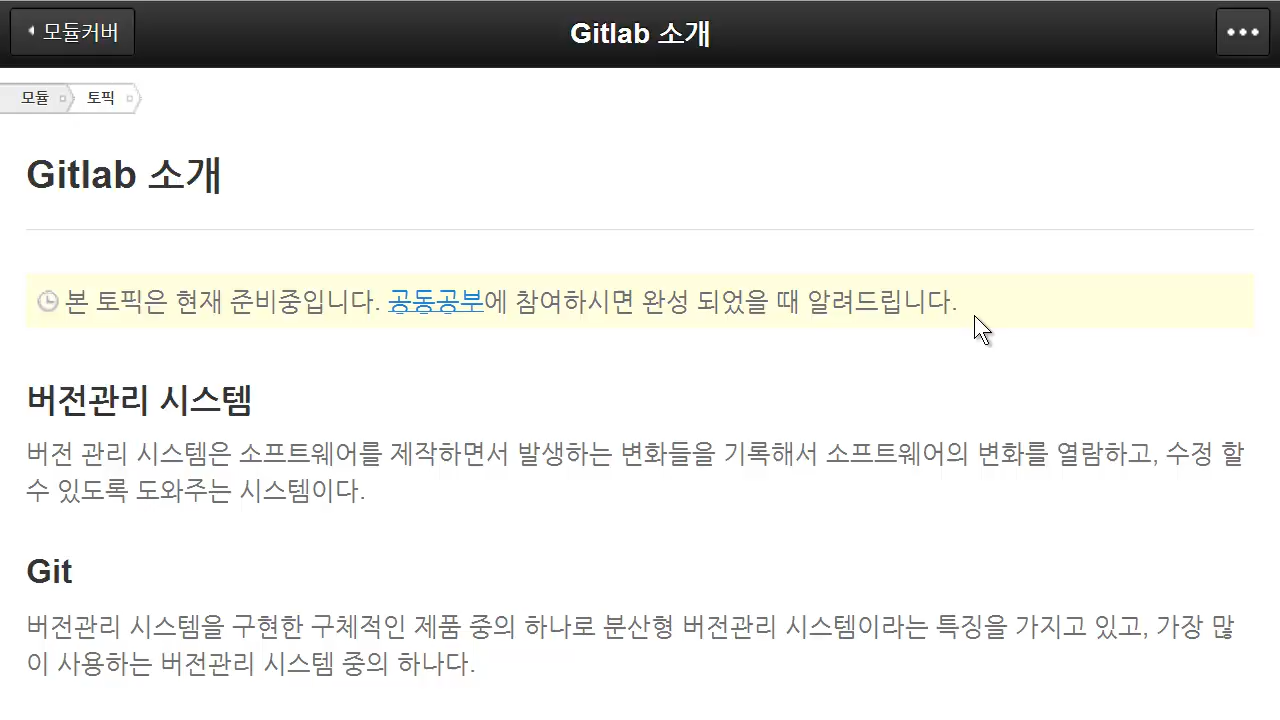 모듈커버
Gitlab 소개
모듈
토픽
Gitlab 소개
본 토픽은 현재 준비중입니다. 공동공부에 참여하시면 완성 되었을 때 알려드립니다.
버전관리 시스템
버전 관리 시스템은 소프트웨어를 제작하면서 발생하는 변화들을 기록해서 소프트웨어의 변화를 열람하고, 수정 할
수 있도록 도와주는 시스템이다.
Git
버전관리 시스템을 구현한 구체적인 제품 중의 하나로 분산형 버전관리 시스템이라는 특징을 가지고 있고, 가장 많
이 사용하는 버전관리 시스템 중의 하나다.